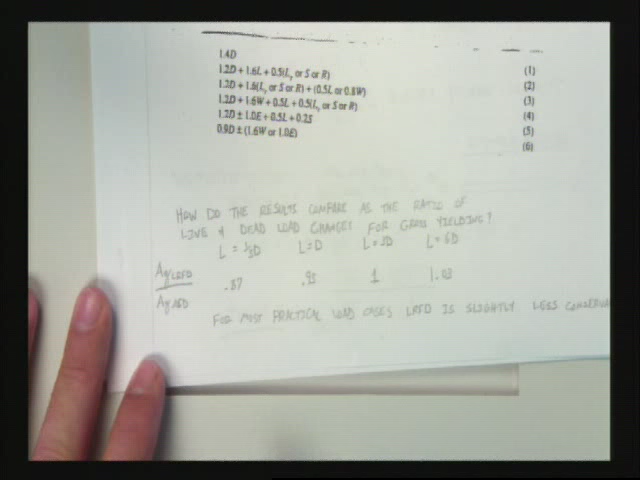 1.4D (1)
1.2D + 1.6L + 0.5(Lr or S or R) (2)
1.2D + 1.6(Lr or S or R) + (0.5L or 0.8W) (3)
1.2D + 1.6W + 0.5L + 0.5(Lr or S or R) (4)
1.2D ± 1.0E + 0.5L + 0.2S (5)
0.9D ± (1.6W or 1.0E) (6)
HOW DO THE RESULTS COMPARE AS THE RATIO OF
LIVE & DEAD LOAD CHANGES FOR GROSS YIELDING?
L = 1/3D L=D L=3D L=6D
Ag LRFD
Ag ASD
.87 .95 1 1.03
FOR MOST PRACTICAL LOAD CASES LRFD IS SLIGHTLY LESS